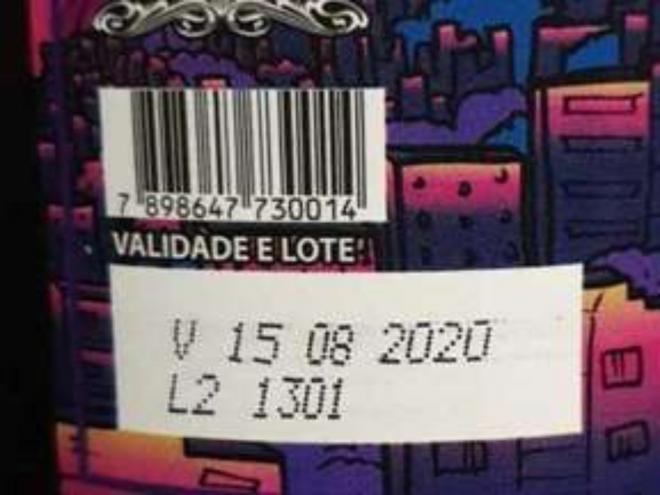 7 898647 730014
VALIDADE E LOTE:
V 15 08 2020
L2 1301